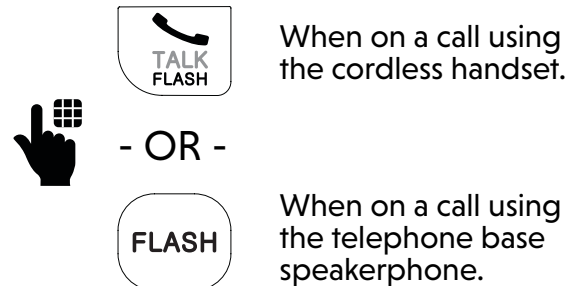 TALK
FLASH
When on a call using
the cordless handset.
- OR -
FLASH
When on a call using
the telephone base
speakerphone.